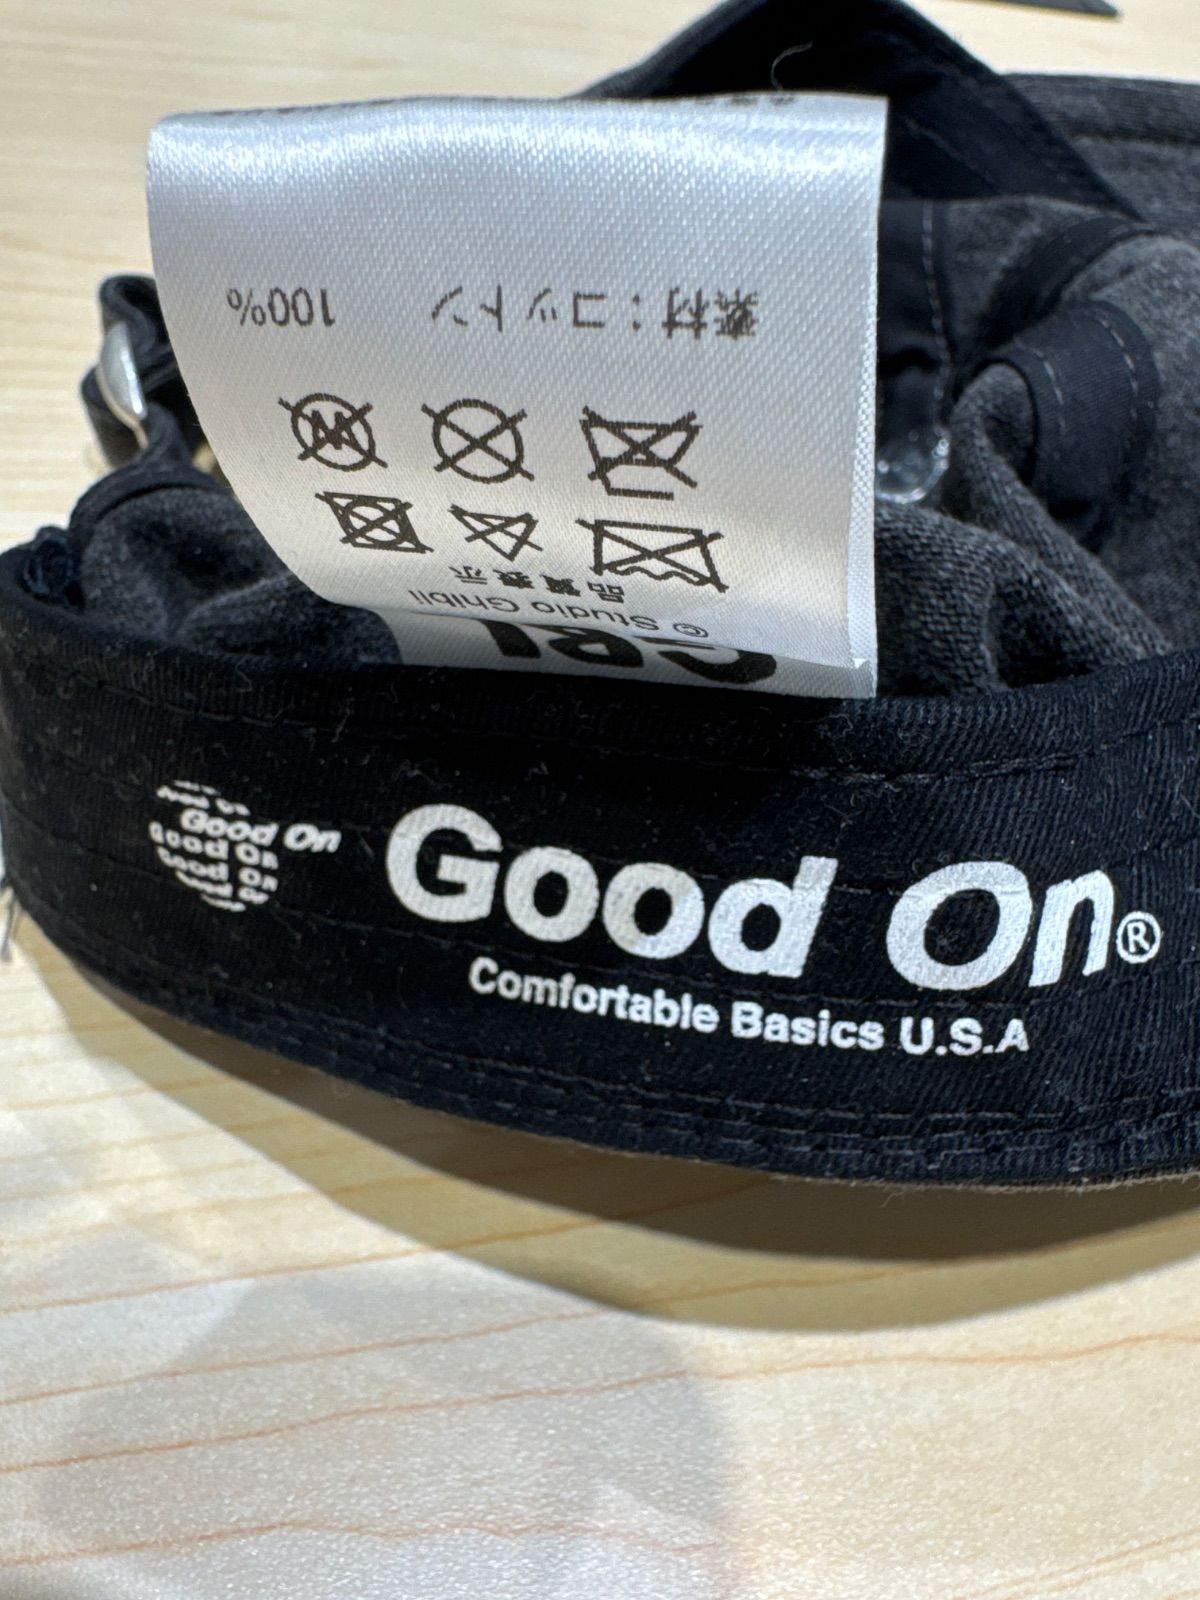 GBL
© Studio Ghibli
品質表示
素材：コットン 100%
Good On
Good On
Good On
Good On
Good On®
Comfortable Basics U.S.A